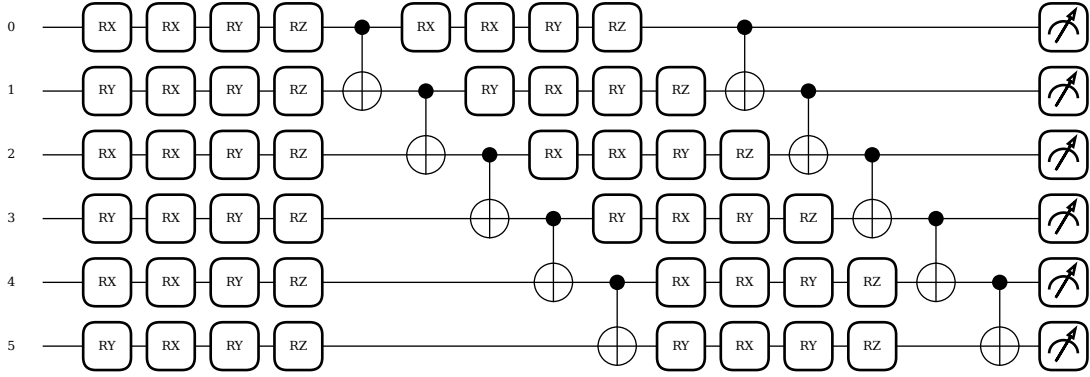 0 RX RX RY RZ RX RX RY RZ
1 RY RX RY RZ RY RX RY RZ
2 RX RX RY RZ RX RX RY RZ
3 RY RX RY RZ RY RX RY RZ
4 RX RX RY RZ RX RX RY RZ
5 RY RX RY RZ RY RX RY RZ